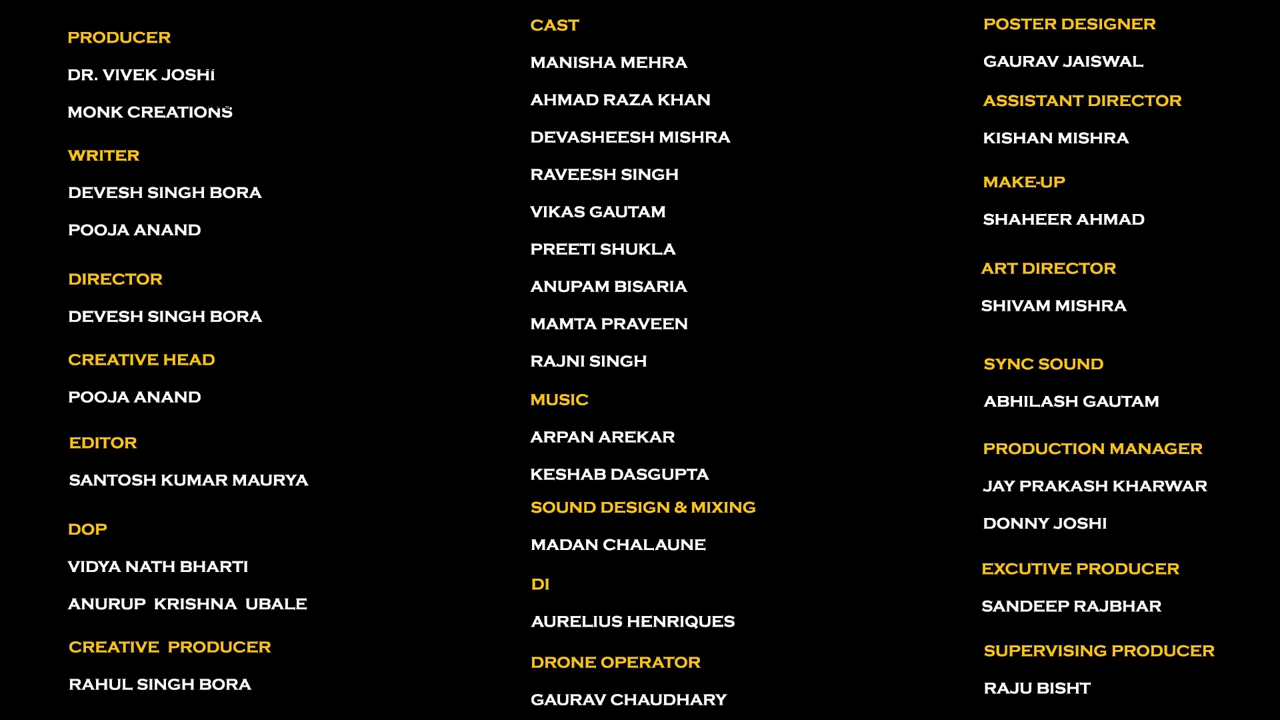 PRODUCER
DR. VIVEK JOSHI
MONK CREATIONS
WRITER
DEVESH SINGH BORA
POOJA ANAND
DIRECTOR
DEVESH SINGH BORA
CREATIVE HEAD
POOJA ANAND
EDITOR
SANTOSH KUMAR MAURYA
DOP
VIDYA NATH BHARTI
ANURUP KRISHNA UBALE
CREATIVE PRODUCER
RAHUL SINGH BORA
CAST
MANISHA MEHRA
AHMAD RAZA KHAN
DEVASHEESH MISHRA
RAVEESH SINGH
VIKAS GAUTAM
PREETI SHUKLA
ANUPAM BISARIA
MAMTA PRAVEEN
RAJNI SINGH
MUSIC
ARPAN AREKAR
KESHAB DASGUPTA
SOUND DESIGN & MIXING
MADAN CHALAUNE
DI
AURELIUS HENRIQUES
DRONE OPERATOR
GAURAV CHAUDHARY
POSTER DESIGNER
GAURAV JAISWAL
ASSISTANT DIRECTOR
KISHAN MISHRA
MAKE-UP
SHAHEER AHMAD
ART DIRECTOR
SHIVAM MISHRA
SYNC SOUND
ABHILASH GAUTAM
PRODUCTION MANAGER
JAY PRAKASH KHARWAR
DONNY JOSHI
EXCUTIVE PRODUCER
SANDEEP RAJBHAR
SUPERVISING PRODUCER
RAJU BISHT